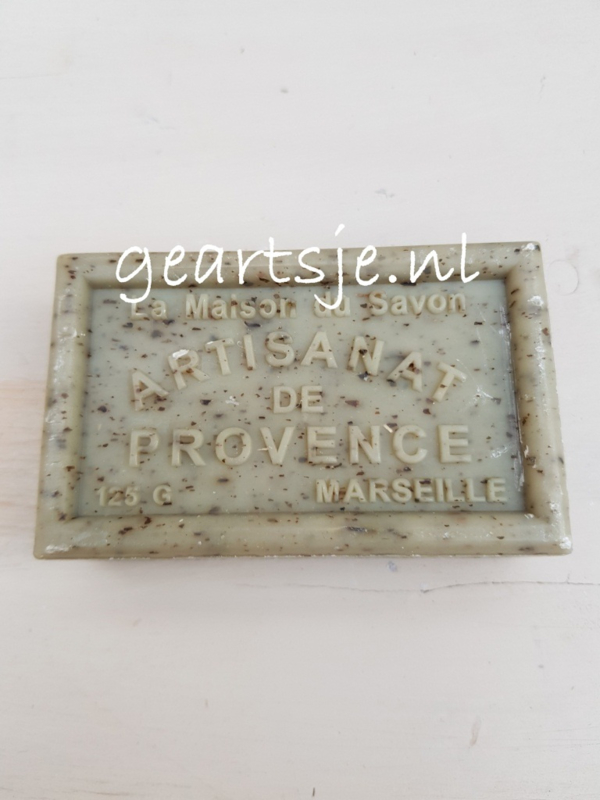 geartsje.nl
La Maison du Savon
ARTISANAT
DE
PROVENCE
125 G MARSEILLE